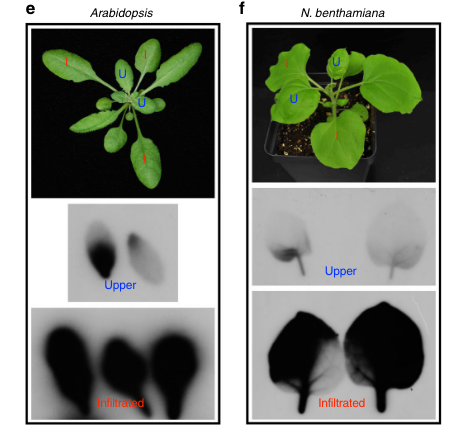 e
Arabidopsis
I
I
U
U
I
Upper
Infiltrated
f
N. benthamiana
I
U
U
I
Upper
Infiltrated